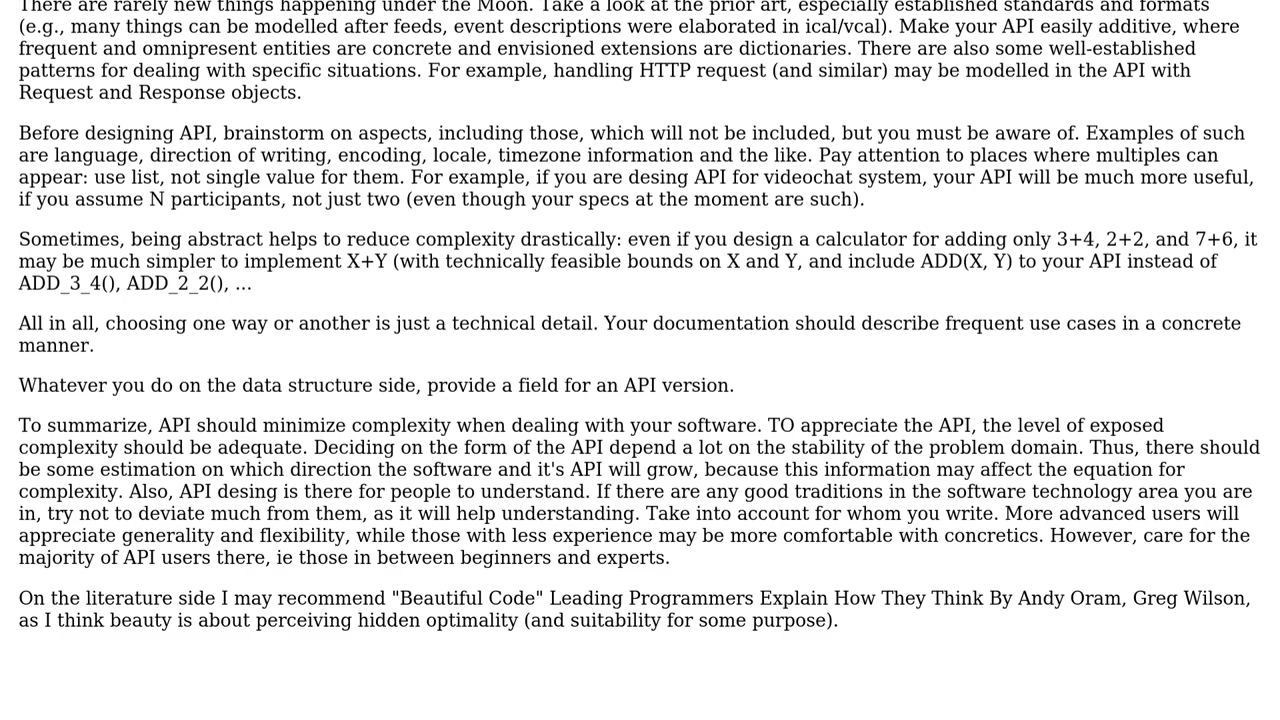 There are rarely new things happening under the Moon. Take a look at the prior art, especially established standards and formats
(e.g., many things can be modelled after feeds, event descriptions were elaborated in ical/vcal). Make your API easily additive, where
frequent and omnipresent entities are concrete and envisioned extensions are dictionaries. There are also some well-established
patterns for dealing with specific situations. For example, handling HTTP request (and similar) may be modelled in the API with
Request and Response objects.
Before designing API, brainstorm on aspects, including those, which will not be included, but you must be aware of. Examples of such
are language, direction of writing, encoding, locale, timezone information and the like. Pay attention to places where multiples can
appear: use list, not single value for them. For example, if you are desing API for videochat system, your API will be much more useful,
if you assume N participants, not just two (even though your specs at the moment are such).
Sometimes, being abstract helps to reduce complexity drastically: even if you design a calculator for adding only 3+4, 2+2, and 7+6, it
may be much simpler to implement X+Y (with technically feasible bounds on X and Y, and include ADD(X, Y) to your API instead of
ADD_3_4(), ADD_2_2(), ...
All in all, choosing one way or another is just a technical detail. Your documentation should describe frequent use cases in a concrete
manner.
Whatever you do on the data structure side, provide a field for an API version.
To summarize, API should minimize complexity when dealing with your software. TO appreciate the API, the level of exposed
complexity should be adequate. Deciding on the form of the API depend a lot on the stability of the problem domain. Thus, there should
be some estimation on which direction the software and it's API will grow, because this information may affect the equation for
complexity. Also, API desing is there for people to understand. If there are any good traditions in the software technology area you are
in, try not to deviate much from them, as it will help understanding. Take into account for whom you write. More advanced users will
appreciate generality and flexibility, while those with less experience may be more comfortable with concretics. However, care for the
majority of API users there, ie those in between beginners and experts.
On the literature side I may recommend "Beautiful Code" Leading Programmers Explain How They Think By Andy Oram, Greg Wilson,
as I think beauty is about perceiving hidden optimality (and suitability for some purpose).